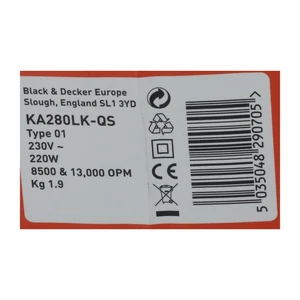 Black & Decker Europe
Slough, England SL1 3YD
KA280LK-QS
Type 01
230V ~
220W
8500 & 13,000 OPM
Kg 1.9
5 035048 290705